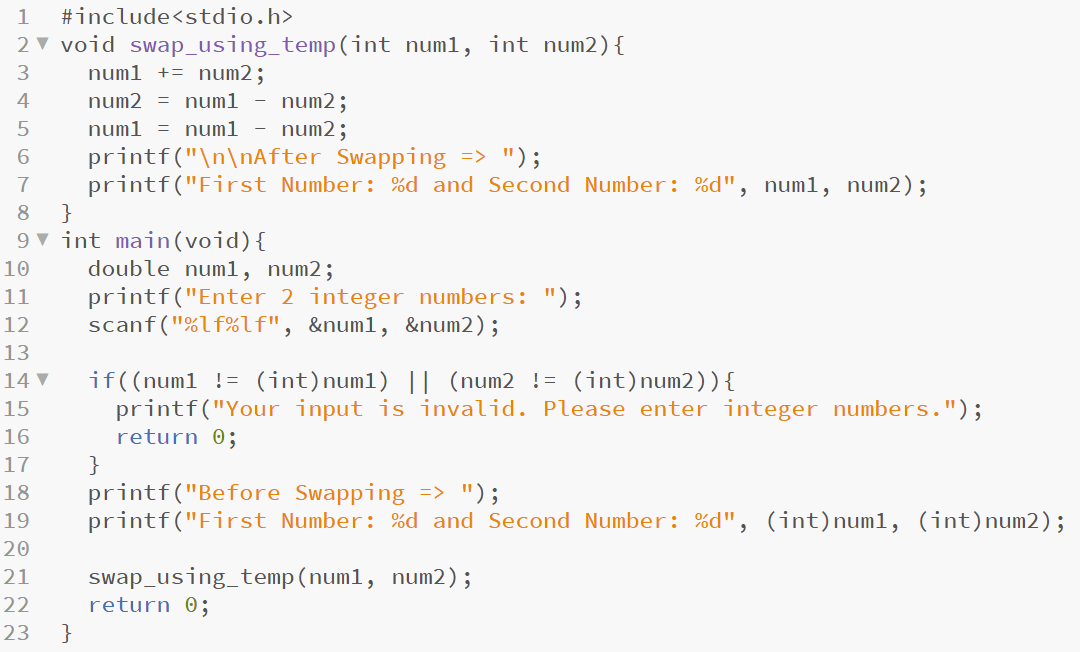 1 #include<stdio.h>
2 void swap_using_temp(int num1, int num2){
3   num1 += num2;
4   num2 = num1 - num2;
5   num1 = num1 - num2;
6   printf("\n\nAfter Swapping => ");
7   printf("First Number: %d and Second Number: %d", num1, num2);
8 }
9 int main(void){
10   double num1, num2;
11   printf("Enter 2 integer numbers: ");
12   scanf("%lf%lf", &num1, &num2);
13
14   if((num1 != (int)num1) || (num2 != (int)num2)){
15     printf("Your input is invalid. Please enter integer numbers.");
16     return 0;
17   }
18   printf("Before Swapping => ");
19   printf("First Number: %d and Second Number: %d", (int)num1, (int)num2);
20
21   swap_using_temp(num1, num2);
22   return 0;
23 }